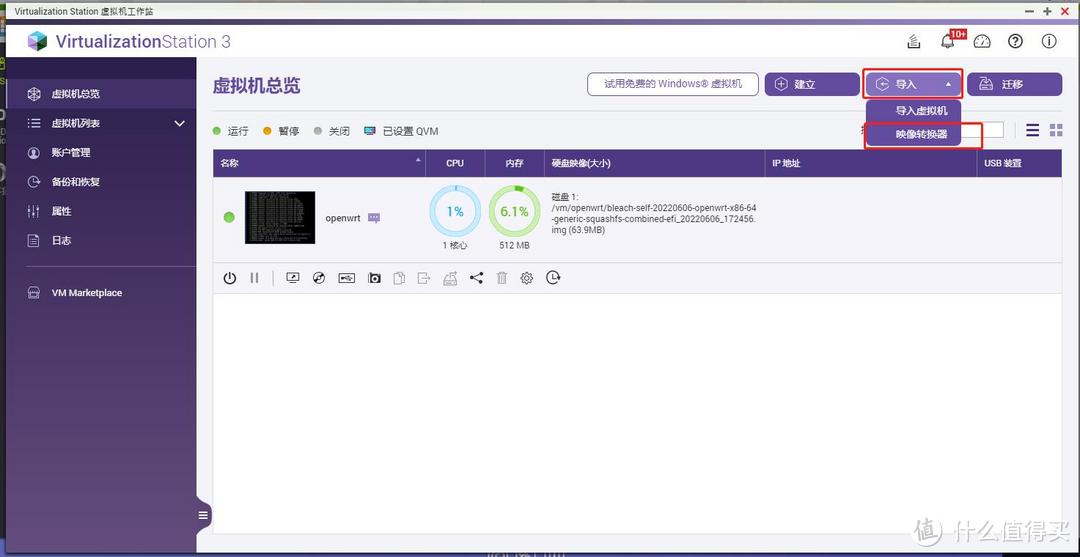 Virtualization Station 虚拟机工作站
VirtualizationStation 3
10+
虚拟机总览
虚拟机列表
账户管理
备份和恢复
属性
日志
VM Marketplace
虚拟机总览
试用免费的 Windows® 虚拟机
建立
导入
迁移
导入虚拟机
映像转换器
运行
暂停
关闭
已设置 QVM
名称
CPU
内存
硬盘映像(大小)
IP 地址
USB 装置
openwrt
1%
1 核心
6.1%
512 MB
磁盘 1:
/vm/openwrt/bleach-self-20220606-openwrt-x86-64
-generic-squashfs-combined-efi_20220606_172456.
img (63.9MB)
值 什么值得买